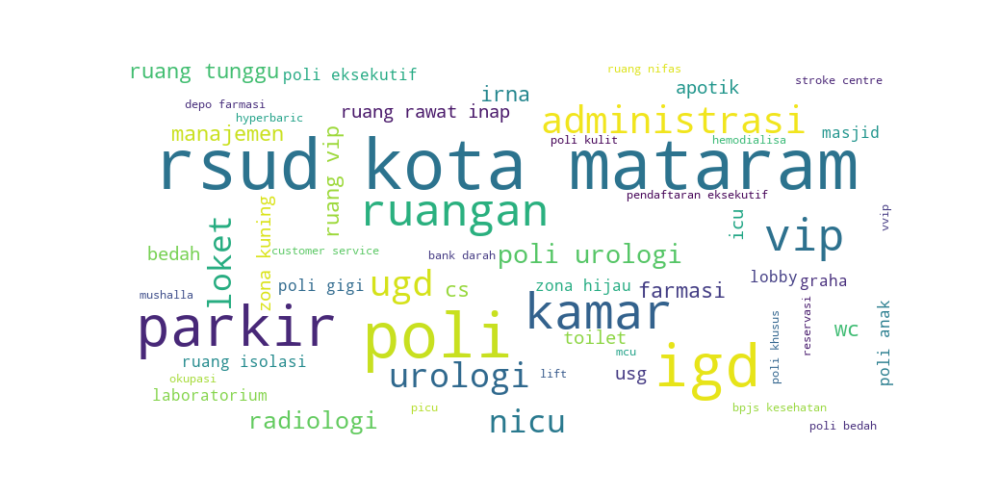 ruang nifas
ruang tunggu
poli eksekutif
stroke centre
apotik
irna
depo farmasi
ruang rawat inap
hyperbaric
administrasi
manajemen
masjid
poli kulit
hemodialisa
rsud kota mataram
ruang vip
pendaftaran eksekutif
ruangan
vvip
icu
zona kuning
loket
vip
bedah
customer service
bank darah
poli urologi
ugd
lobby
graha
mushalla
poli gigi
cs
zona hijau
farmasi
kamar
parkir
poli
reservasi
wc
toilet
poli khusus
poli anak
mcu
ruang isolasi
igd
urologi
lift
usg
okupasi
laboratorium
picu
bpjs kesehatan
radiologi
nicu
poli bedah